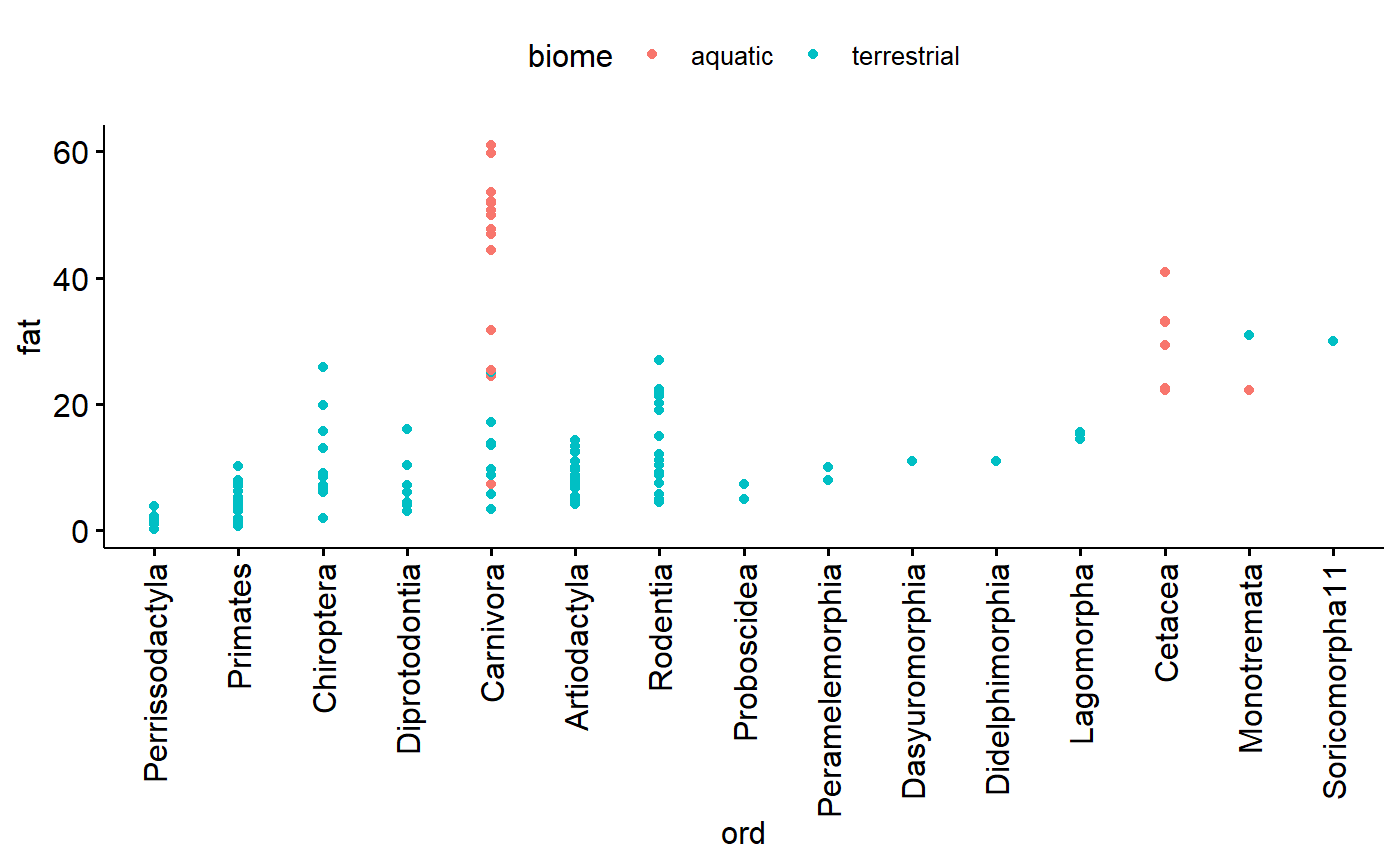 biome aquatic terrestrial
60
40
20
0
fat
Perrissodactyla
Primates
Chiroptera
Diprotodontia
Carnivora
Artiodactyla
Rodentia
Proboscidea
Peramelemorphia
Dasyuromorphia
Didelphimorphia
Lagomorpha
Cetacea
Monotremata
Soricomorpha11
ord